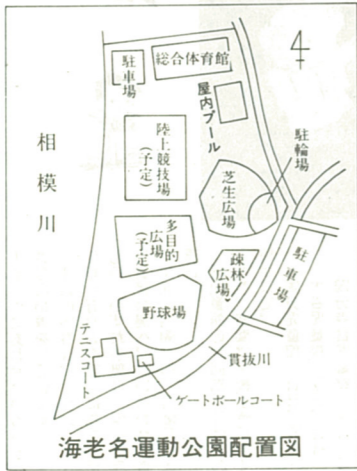 総合体育館
駐車場
屋内プール
駐輪場
陸上競技場
(予定)
芝生広場
相模川
多目的
広場
(予定)
疎林
広場
駐車場
野球場
テニスコート
貫抜川
ゲートボールコート
海老名運動公園配置図